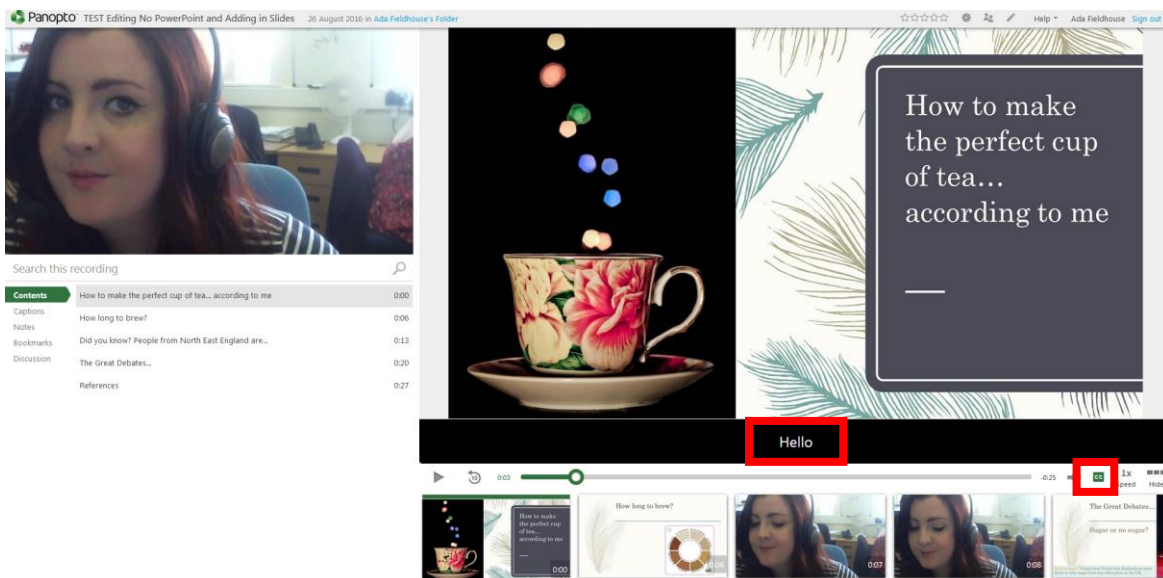 Panopto TEST Editing No PowerPoint and Adding in Slides 26 August 2016 in Ada Fieldhouse's Folder
Help Ada Fieldhouse Sign out
How to make
the perfect cup
of tea...
according to me
Search this recording
Contents
Captions
Notes
Bookmarks
Discussion
How to make the perfect cup of tea... according to me 0:00
How long to brew? 0:06
Did you know? People from North East England are... 0:13
The Great Debates... 0:20
References 0:27
Hello
10 0:03 -0:25 CC 1x
peed Hide
How to make
the perfect cup
of tea...
according to me
0:00
How long to brew?
0:06
0:07
0:08
The Great Debates...
Sugar or no sugar?